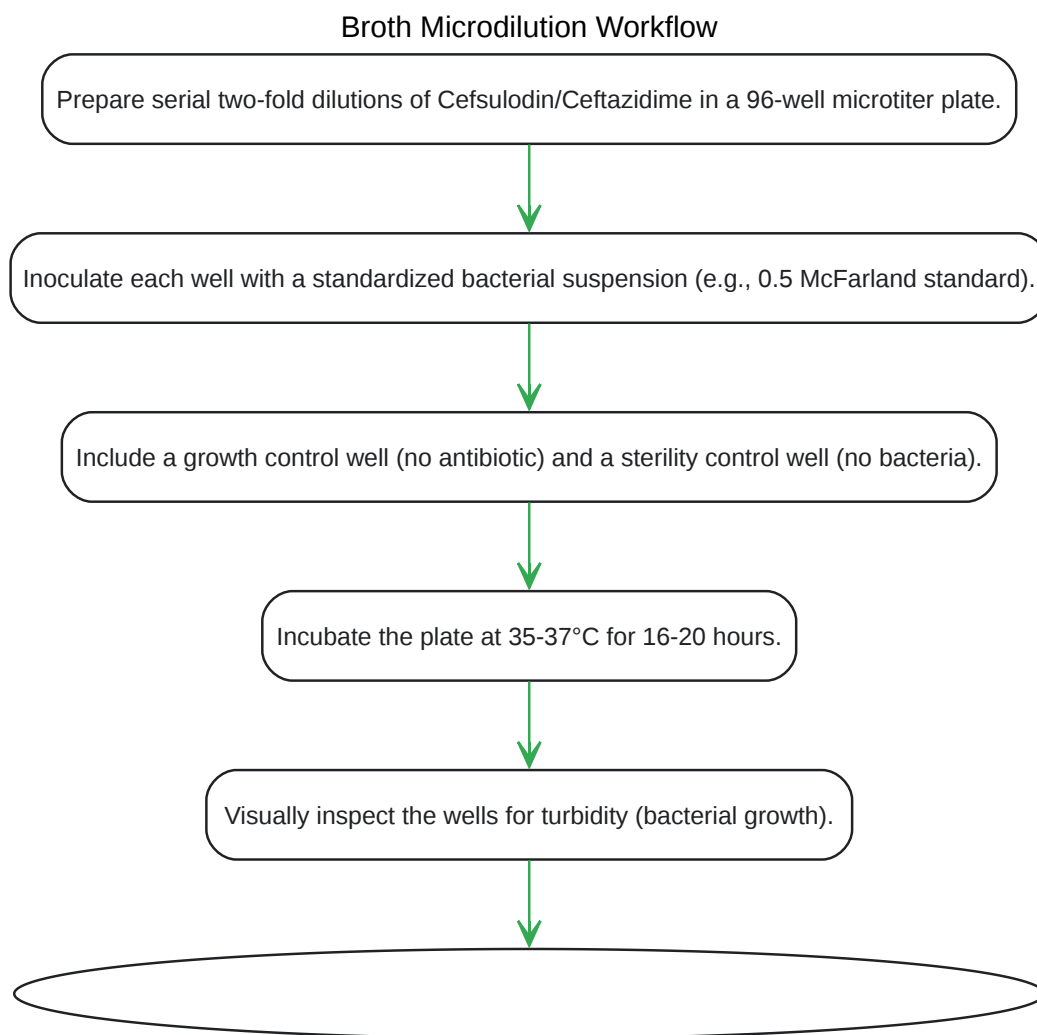 Broth Microdilution Workflow
Prepare serial two-fold dilutions of Cefsulodin/Ceftazidime in a 96-well microtiter plate.
Inoculate each well with a standardized bacterial suspension (e.g., 0.5 McFarland standard).
Include a growth control well (no antibiotic) and a sterility control well (no bacteria).
Incubate the plate at 35-37°C for 16-20 hours.
Visually inspect the wells for turbidity (bacterial growth).